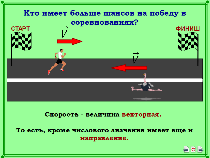 Кто имеет больше шансов на победу в
соревнованиях?
СТАРТ
ФИНИШ
V
V
Скорость - величина векторная.
То есть, кроме числового значения имеет еще и
направление.